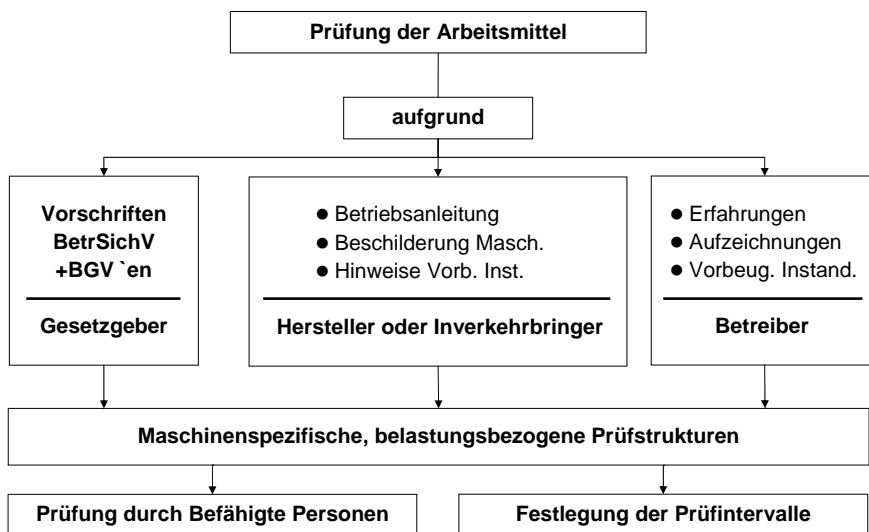 Prüfung der Arbeitsmittel
aufgrund
Vorschriften
BetrSichV
+BGV `en
Gesetzgeber
● Betriebsanleitung
● Beschilderung Masch.
● Hinweise Vorb. Inst.
Hersteller oder Inverkehrbringer
● Erfahrungen
● Aufzeichnungen
● Vorbeug. Instand.
Betreiber
Maschinenspezifische, belastungsbezogene Prüfstrukturen
Prüfung durch Befähigte Personen
Festlegung der Prüfintervalle